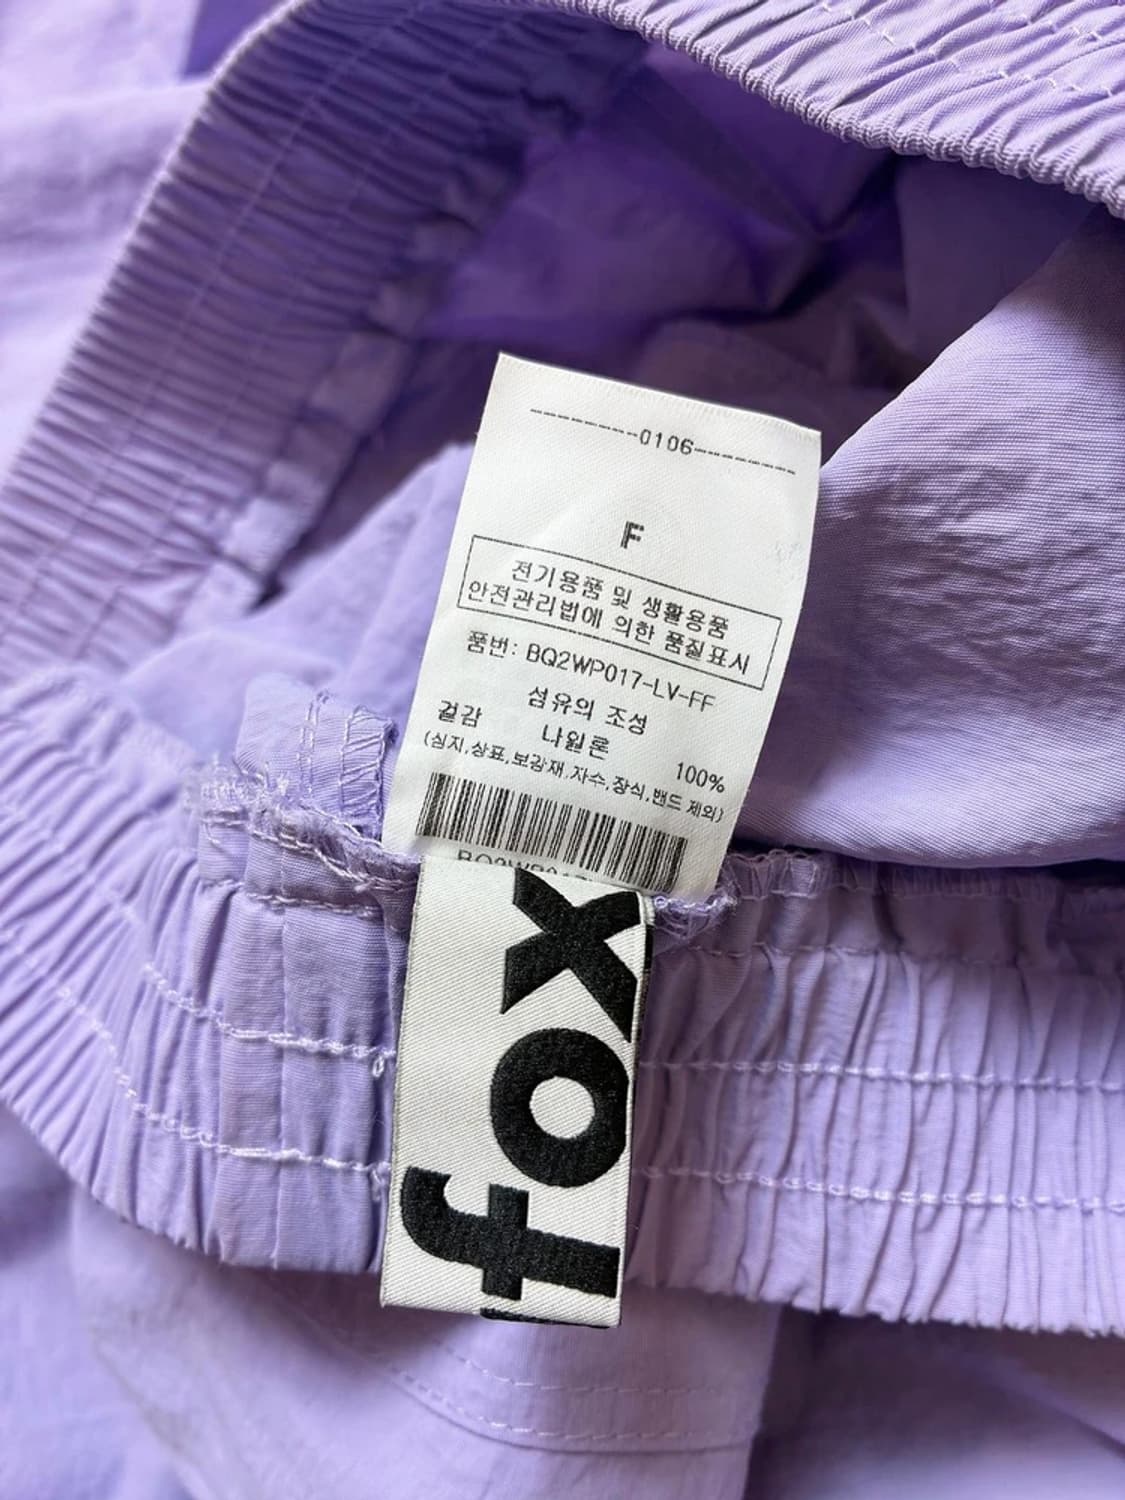 --------0106--------
F
전기용품 및 생활용품
안전관리법에 의한 품질표시
품번: BQ2WP017-LV-FF
섬유의 조성
겉감 나일론 100%
(심지,상표,보강재,자수,장식,밴드 제외)
fox